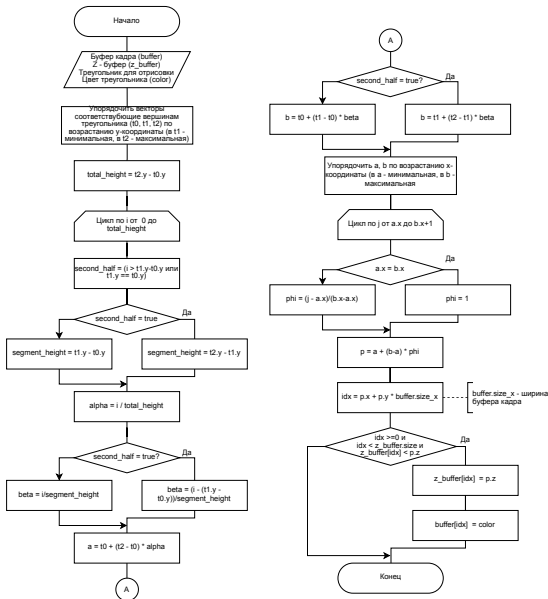 Начало
Буфер кадра (buffer)
Z - буфер (z_buffer)
Треугольник для отрисовки
Цвет треугольника (color)
Упорядочить векторы
соответствующие вершинам
треугольника (t0, t1, t2) по
возрастанию y-координаты (в t1 -
минимальная, в t2 - максимальная)
total_height = t2.y - t0.y
Цикл по i от 0 до
total_hieght
second_half = (i > t1.y-t0.y или
t1.y == t0.y)
second_half = true
Да
segment_height = t1.y - t0.y
segment_height = t2.y - t1.y
alpha = i / total_height
second_half = true?
Да
beta = i/segment_height
beta = (i - (t1.y -
t0.y))/segment_height
a = t0 + (t2 - t0) * alpha
A
A
second_half = true?
Да
b = t0 + (t1 - t0) * beta
b = t1 + (t2 - t1) * beta
Упорядочить a, b по возрастанию x-
координаты (в a - минимальная, в b -
максимальная
Цикл по j от a.x до b.x+1
a.x = b.x
Да
phi = (j - a.x)/(b.x-a.x)
phi = 1
p = a + (b-a) * phi
idx = p.x + p.y * buffer.size_x
buffer.size_x - ширина
буфера кадра
idx >=0 и
idx < z_buffer.size и
z_buffer[idx] < p.z
Да
z_buffer[idx] = p.z
buffer[idx] = color
Конец